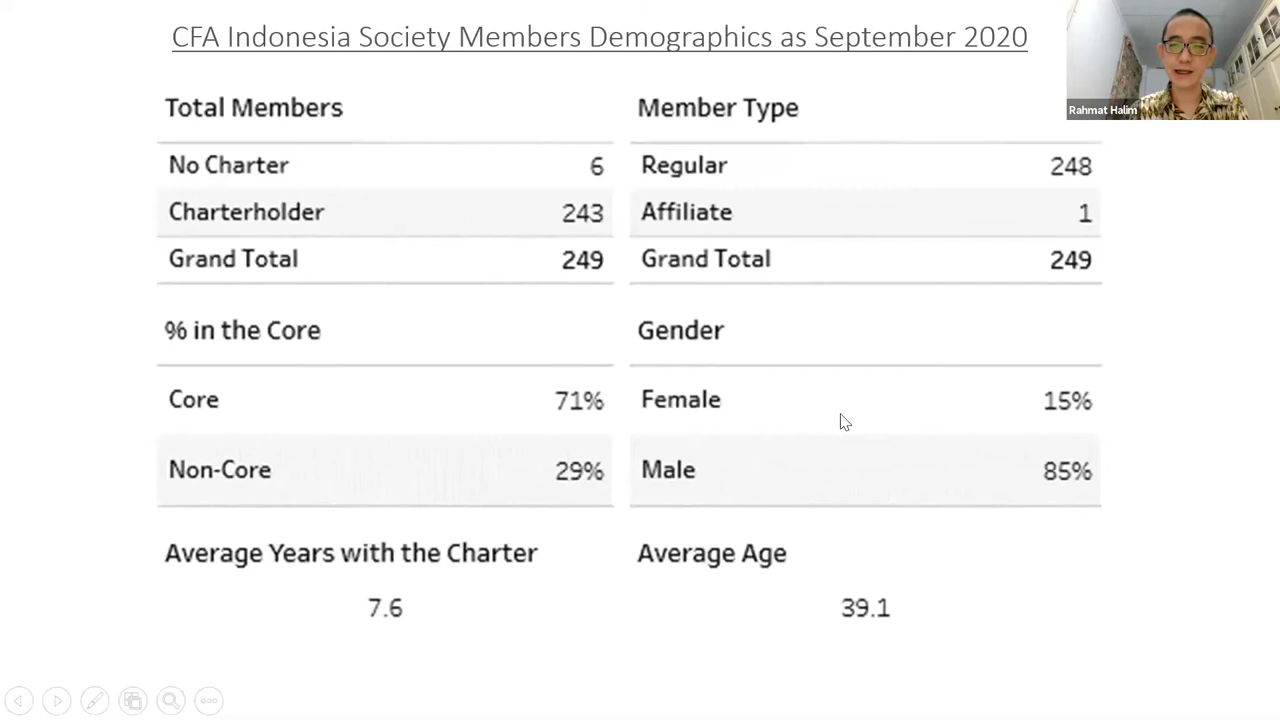 CFA Indonesia Society Members Demographics as September 2020
Rahmat Halim
Total Members
No Charter 6
Charterholder 243
Grand Total 249
Member Type
Regular 248
Affiliate 1
Grand Total 249
% in the Core
Core 71%
Non-Core 29%
Gender
Female 15%
Male 85%
Average Years with the Charter
7.6
Average Age
39.1